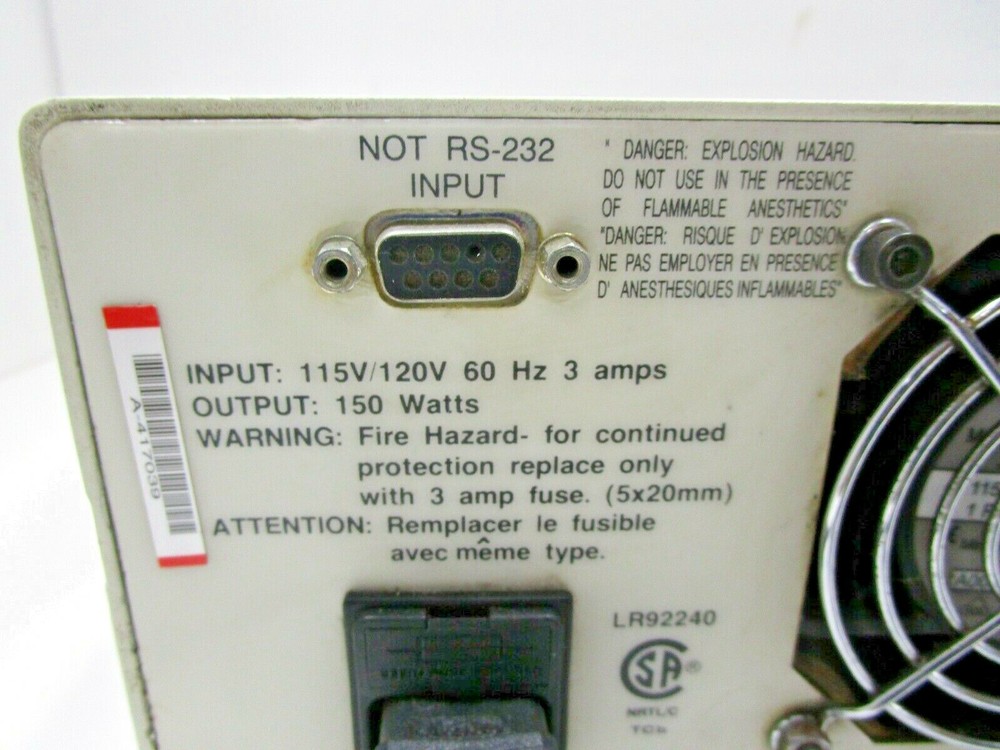 NOT RS-232
INPUT
" DANGER: EXPLOSION HAZARD.
DO NOT USE IN THE PRESENCE
OF FLAMMABLE ANESTHETICS"
"DANGER: RISQUE D' EXPLOSION
NE PAS EMPLOYER EN PRESENCE
D' ANESTHESIQUES INFLAMMABLES"
A-417039
INPUT: 115V/120V 60 Hz 3 amps
OUTPUT: 150 Watts
WARNING: Fire Hazard- for continued
protection replace only
with 3 amp fuse. (5x20mm)
ATTENTION: Remplacer le fusible
avec même type.
LR92240
SA®
NRTL/C
115